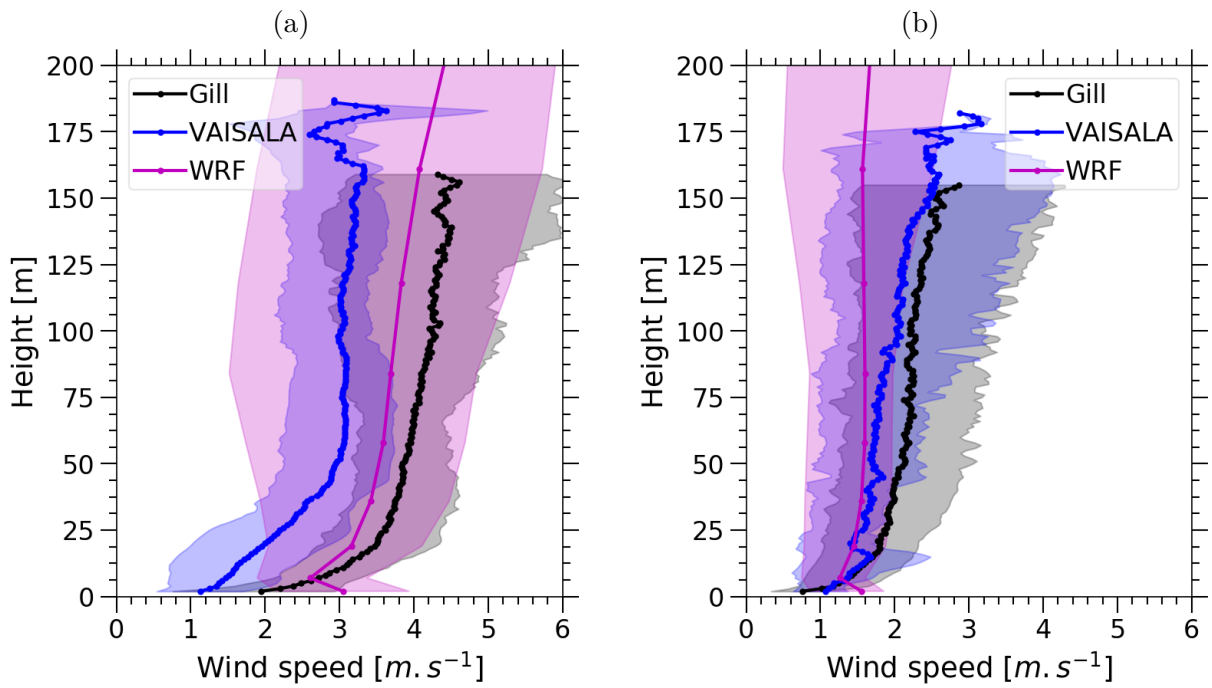 (a)
200
175
150
125
100
75
50
25
0
Height [m]
Gill
VAISALA
WRF
0 1 2 3 4 5 6
Wind speed [m.s⁻¹]
(b)
200
175
150
125
100
75
50
25
0
Height [m]
Gill
VAISALA
WRF
0 1 2 3 4 5 6
Wind speed [m.s⁻¹]